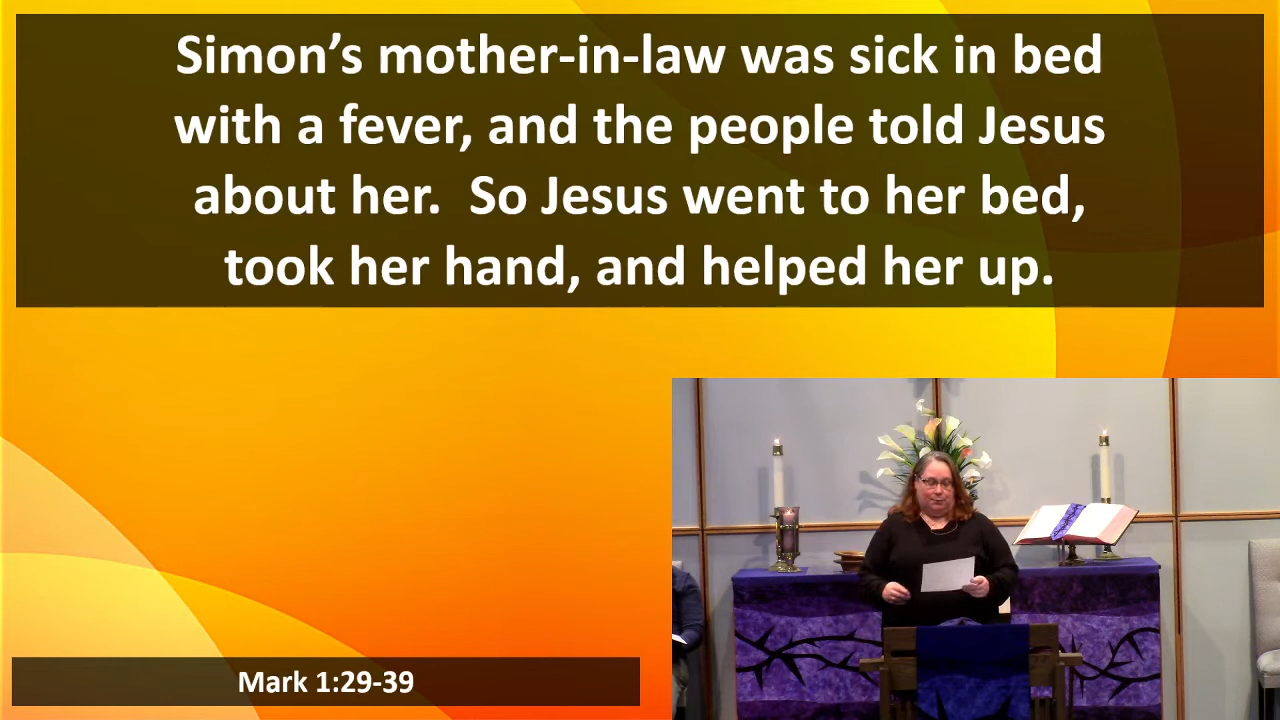 Simon’s mother-in-law was sick in bed
with a fever, and the people told Jesus
about her.  So Jesus went to her bed,
took her hand, and helped her up.
Mark 1:29-39